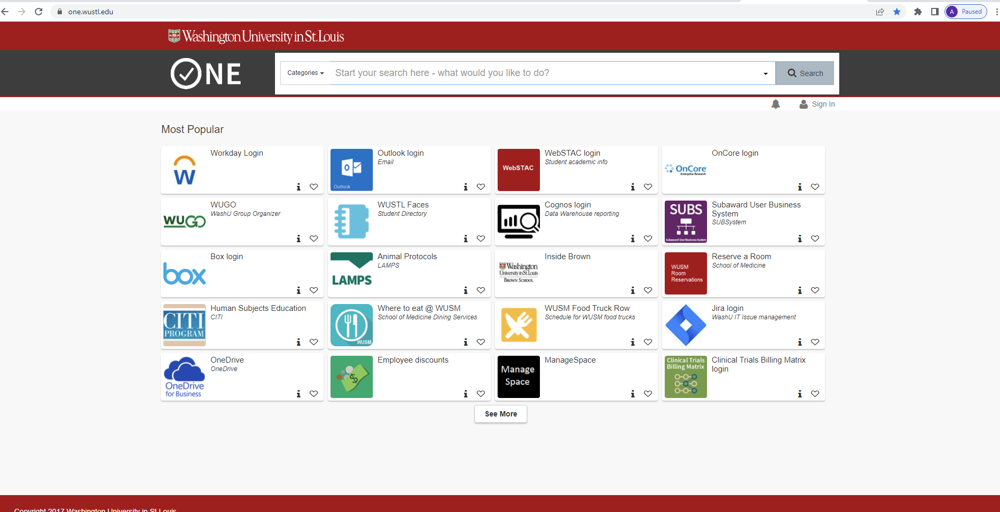 one.wustl.edu
A Paused
Washington University in St. Louis
ONE
Categories
Start your search here - what would you like to do?
Search
Sign In
Most Popular
W
Workday Login
Outlook
Outlook login
Email
WebSTAC
WebSTAC login
Student academic info
OnCore
Enterprise Research
OnCore login
WUGO
WUGO
WashU Group Organizer
WUSTL Faces
Student Directory
Cognos login
Data Warehouse reporting
SUBS
Subaward User Business System
Subaward User Business
System
SUBSystem
box
Box login
LAMPS
Animal Protocols
LAMPS
Washington
University in St. Louis
Brown School
Inside Brown
WUSM
Room
Reservations
Reserve a Room
School of Medicine
CITI
PROGRAM
Human Subjects Education
CITI
WUSM
Where to eat @ WUSM
School of Medicine Dining Services
WUSM Food Truck Row
Schedule for WUSM food trucks
Jira login
WashU IT Issue management
OneDrive
for Business
OneDrive
OneDrive
$
Employee discounts
Manage
Space
ManageSpace
Clinical Trials
Billing Matrix
Clinical Trials Billing Matrix
login
See More
Copyright 2017 Washington University in St Louis